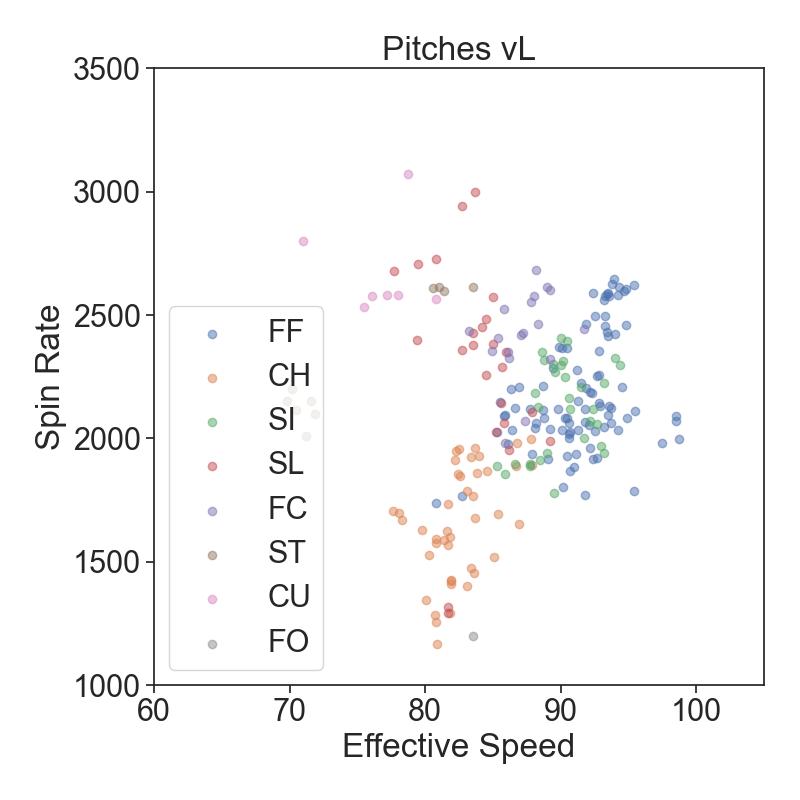 Pitches vL
3500
3000
2500
2000
1500
1000
Spin Rate
FF
CH
SI
SL
FC
ST
CU
FO
60
70
80
90
100
Effective Speed